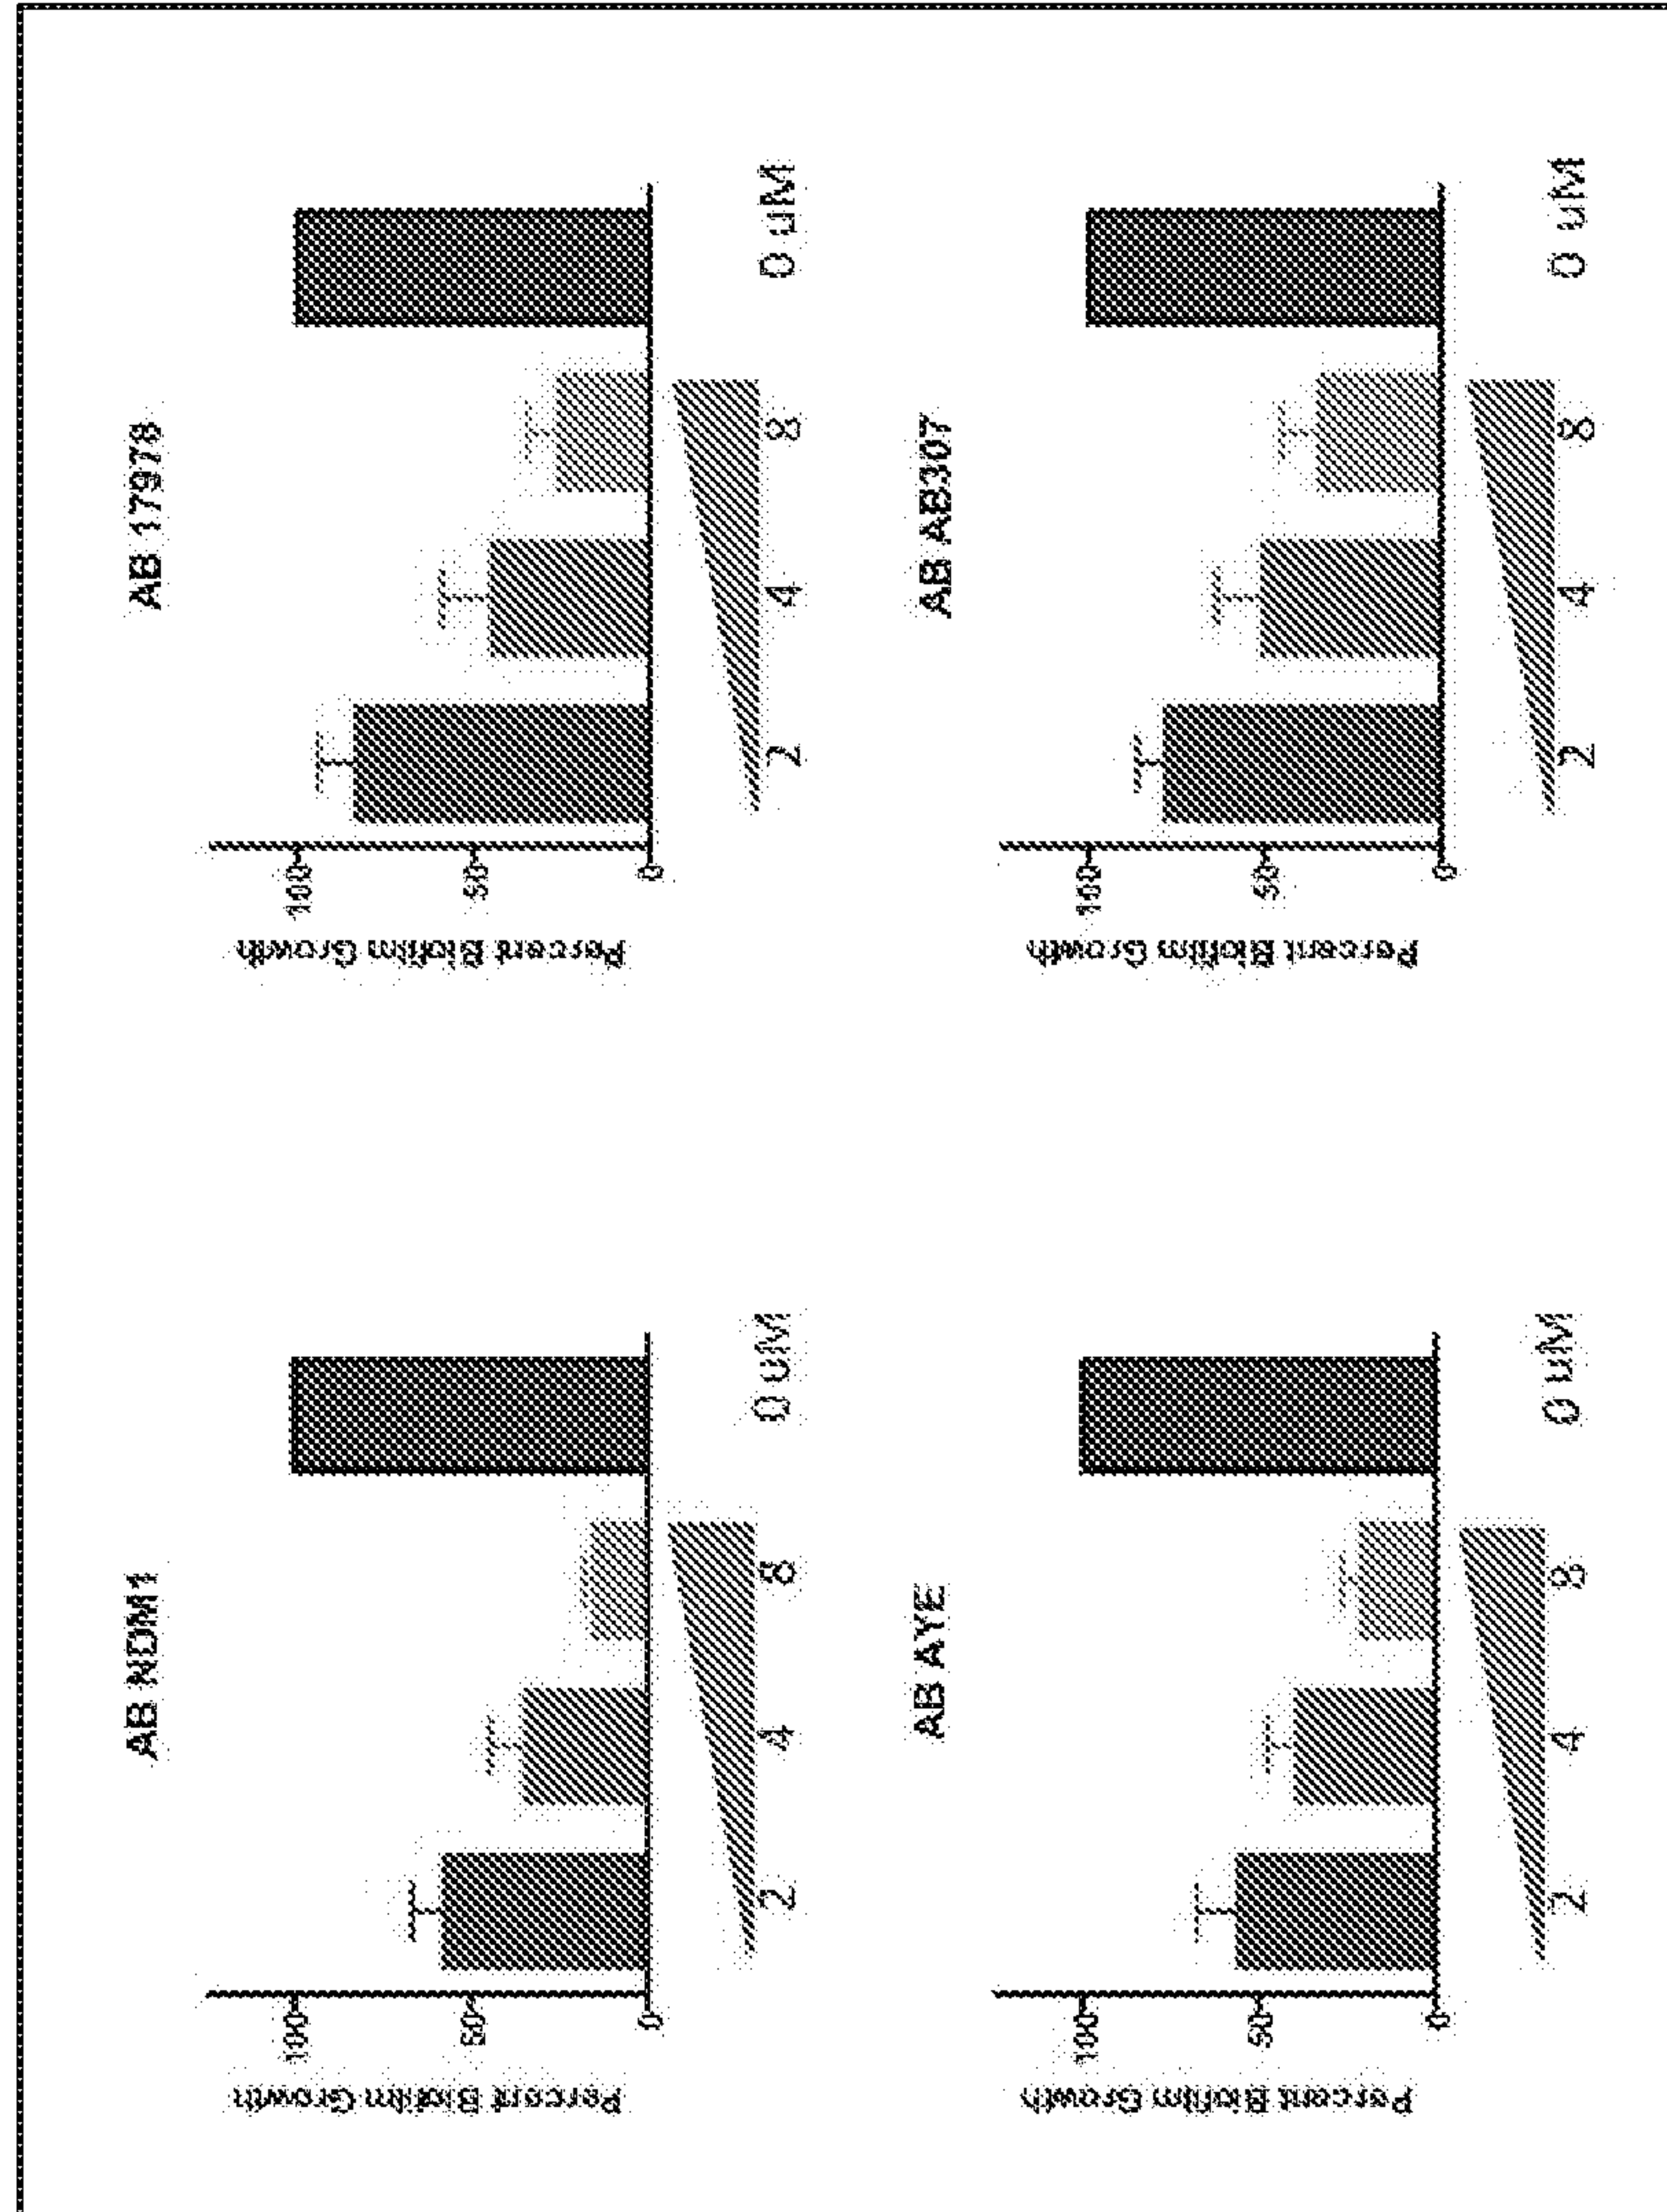 AB NDM1
Percent Biofilm Growth
100
50
0
2 4 8 0 uM
AB 17978
Percent Biofilm Growth
100
50
0
2 4 8 0 uM
AB AYE
Percent Biofilm Growth
100
50
0
2 4 8 0 uM
AB AB307
Percent Biofilm Growth
100
50
0
2 4 8 0 uM